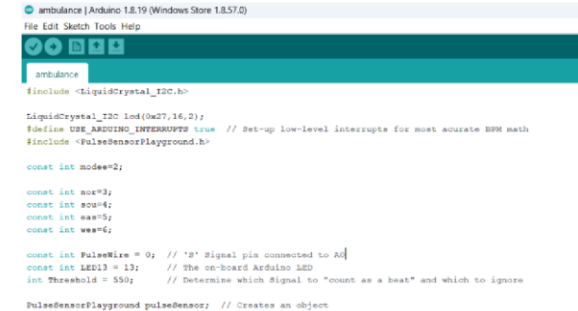 ambulance | Arduino 1.8.19 (Windows Store 1.8.57.0)
File Edit Sketch Tools Help
ambulance
#include <LiquidCrystal_I2C.h>
LiquidCrystal_I2C lcd(0x27,16,2);
#define USE_ARDUINO_INTERRUPTS true // Set-up low-level interrupts for most acurate BPM math
#include <PulseSensorPlayground.h>
const int modee=2;
const int nor=3;
const int sou=4;
const int eas=5;
const int wes=6;
const int PulseWire = 0; // 'S' Signal pin connected to A0
const int LED13 = 13; // The on-board Arduino LED
int Threshold = 550; // Determine which Signal to "count as a beat" and which to ignore
PulseSensorPlayground pulseSensor; // Creates an object